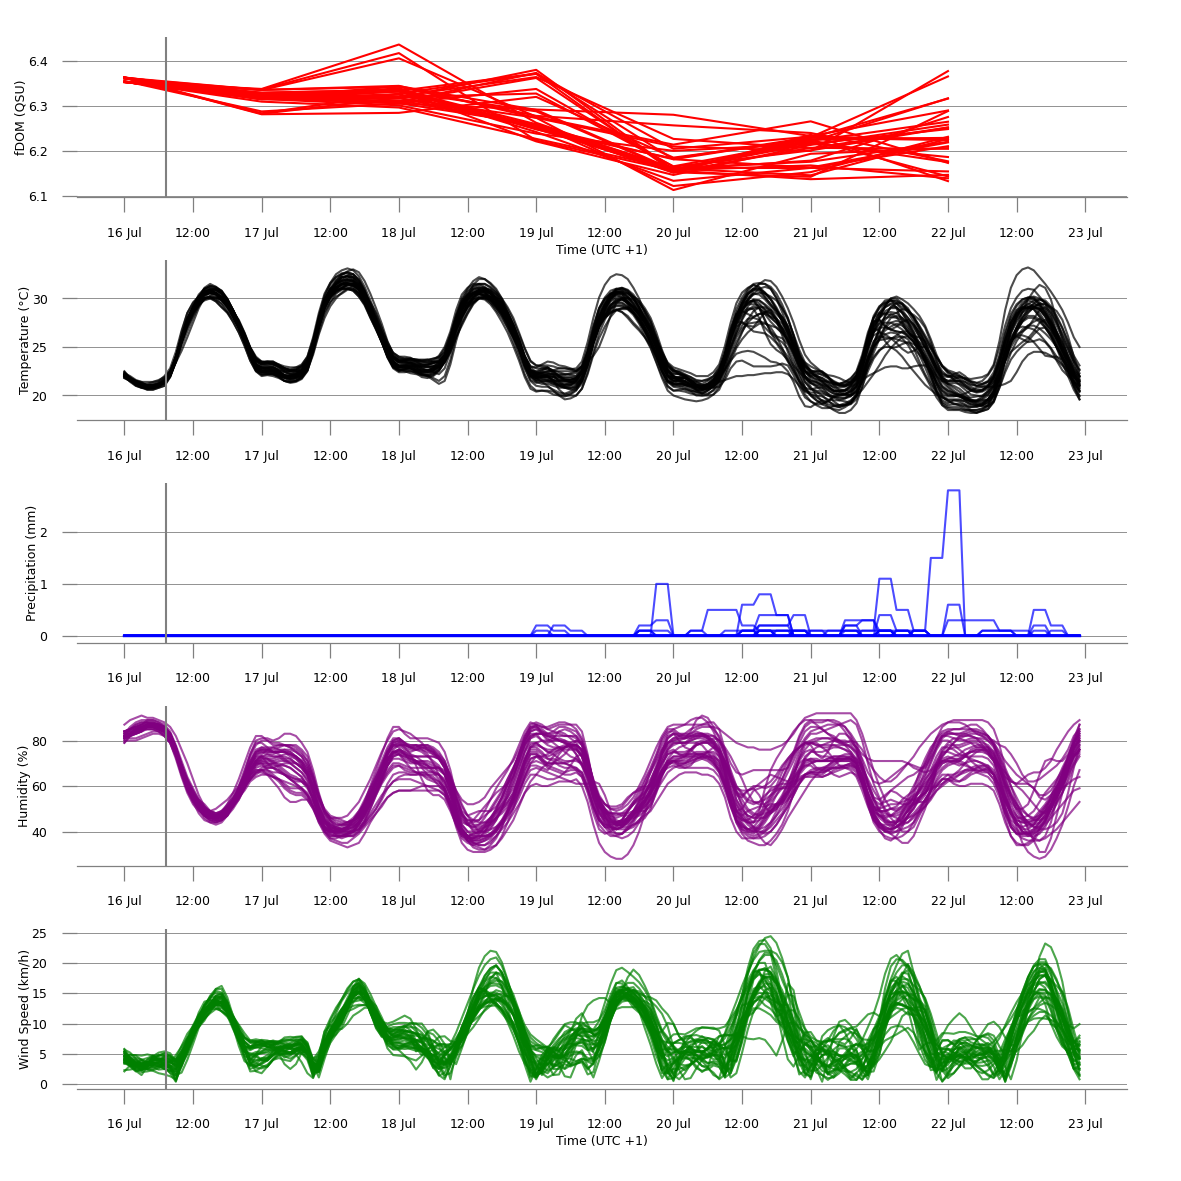 fDOM (QSU)
6.4
6.3
6.2
6.1
16 Jul 12:00 17 Jul 12:00 18 Jul 12:00 19 Jul 12:00 20 Jul 12:00 21 Jul 12:00 22 Jul 12:00 23 Jul
Time (UTC +1)
Temperature (°C)
30
25
20
16 Jul 12:00 17 Jul 12:00 18 Jul 12:00 19 Jul 12:00 20 Jul 12:00 21 Jul 12:00 22 Jul 12:00 23 Jul
Precipitation (mm)
2
1
0
16 Jul 12:00 17 Jul 12:00 18 Jul 12:00 19 Jul 12:00 20 Jul 12:00 21 Jul 12:00 22 Jul 12:00 23 Jul
Humidity (%)
80
60
40
16 Jul 12:00 17 Jul 12:00 18 Jul 12:00 19 Jul 12:00 20 Jul 12:00 21 Jul 12:00 22 Jul 12:00 23 Jul
Wind Speed (km/h)
25
20
15
10
5
0
16 Jul 12:00 17 Jul 12:00 18 Jul 12:00 19 Jul 12:00 20 Jul 12:00 21 Jul 12:00 22 Jul 12:00 23 Jul
Time (UTC +1)